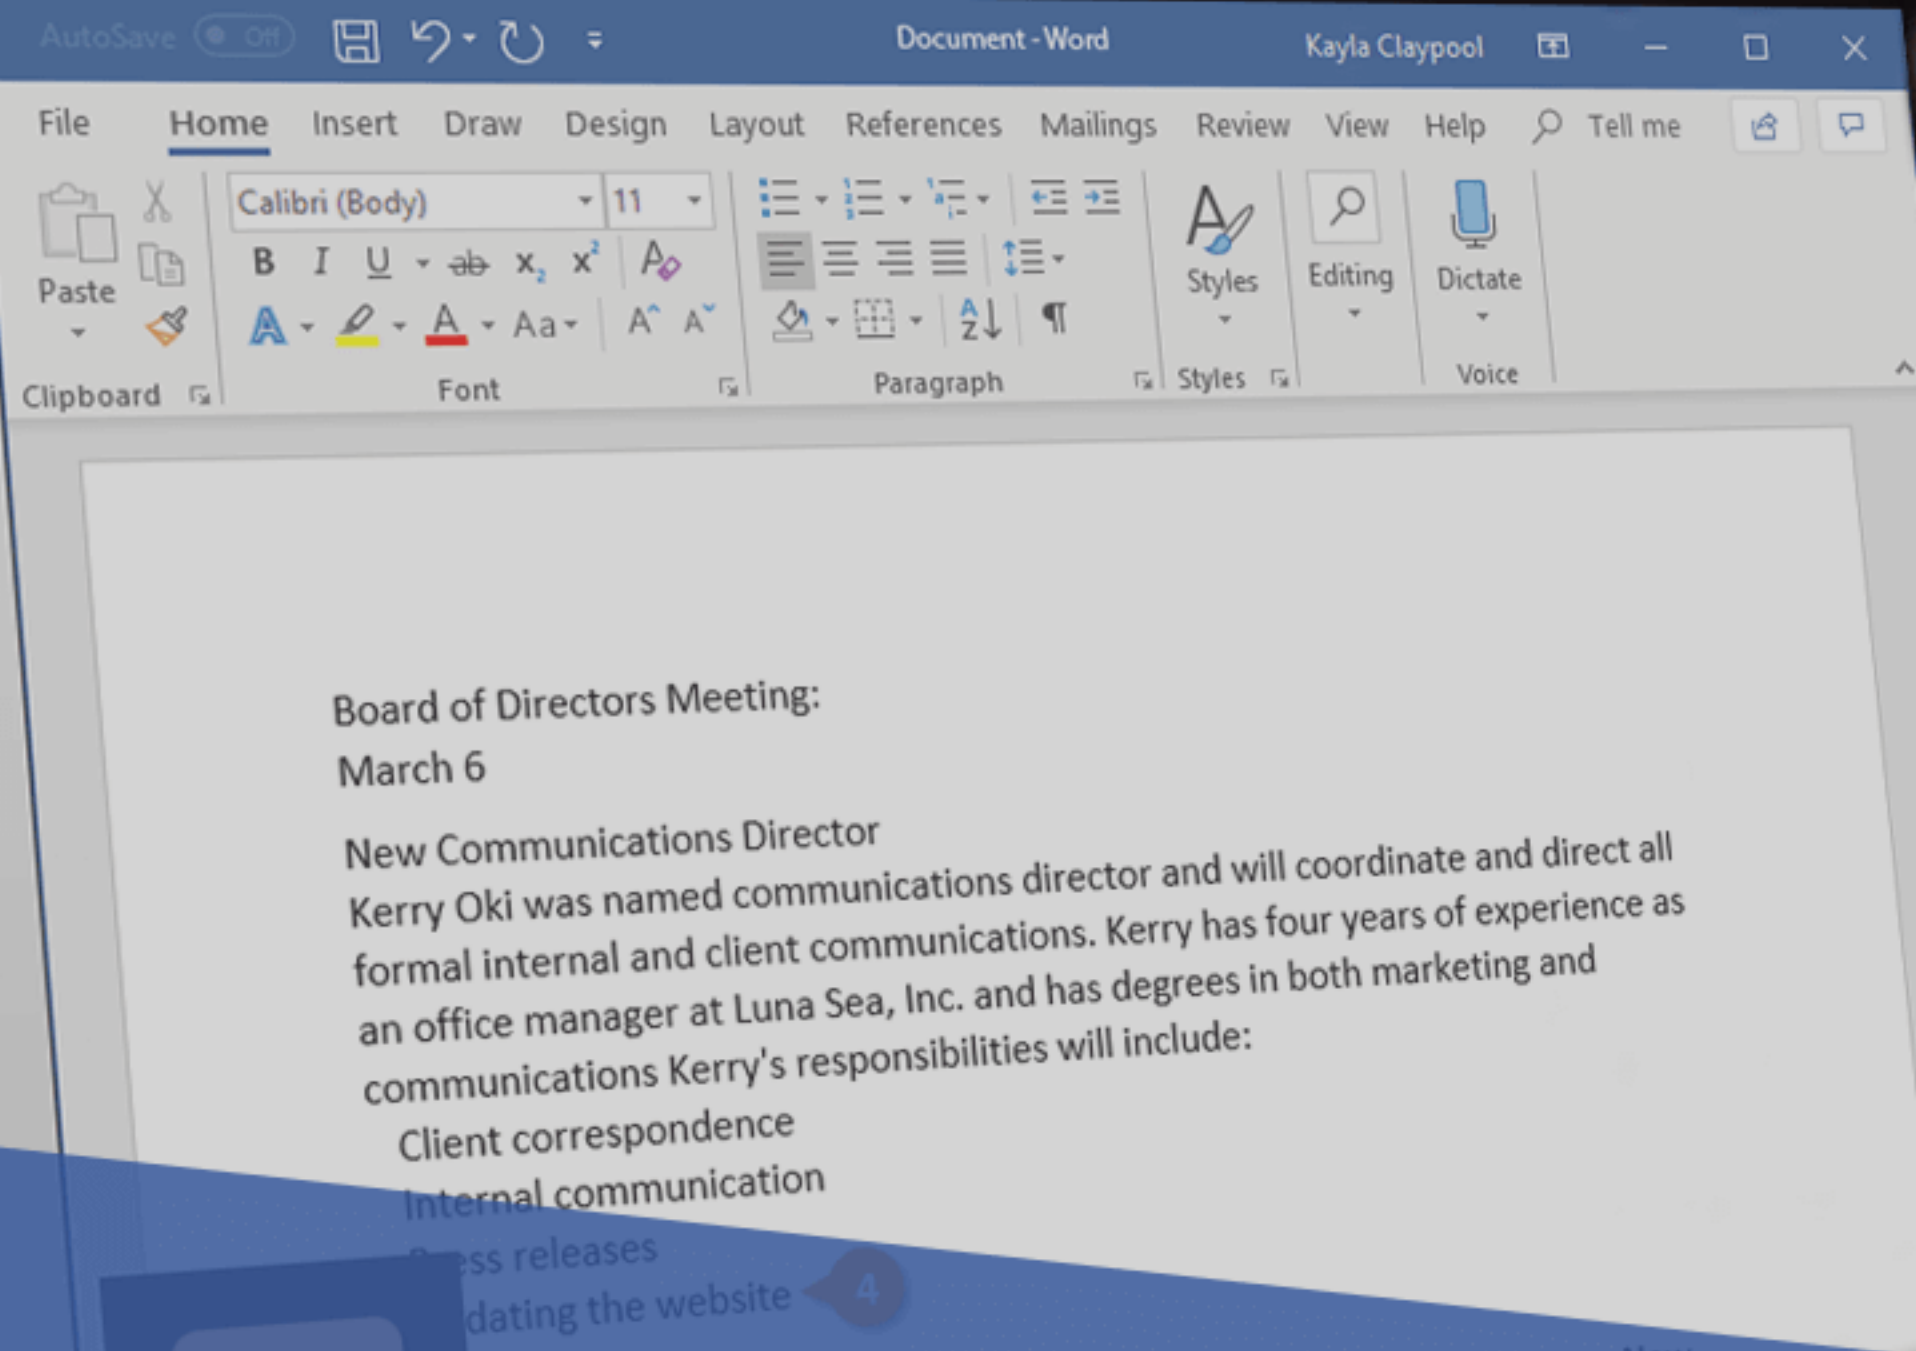 AutoSave Off Document - Word Kayla Claypool
File Home Insert Draw Design Layout References Mailings Review View Help Tell me
Calibri (Body) 11
Paste
Styles Editing Dictate
Clipboard Font Paragraph Styles Voice
Board of Directors Meeting:
March 6
New Communications Director
Kerry Oki was named communications director and will coordinate and direct all
formal internal and client communications. Kerry has four years of experience as
an office manager at Luna Sea, Inc. and has degrees in both marketing and
communications Kerry's responsibilities will include:
Client correspondence
Internal communication
Press releases
dating the website 4